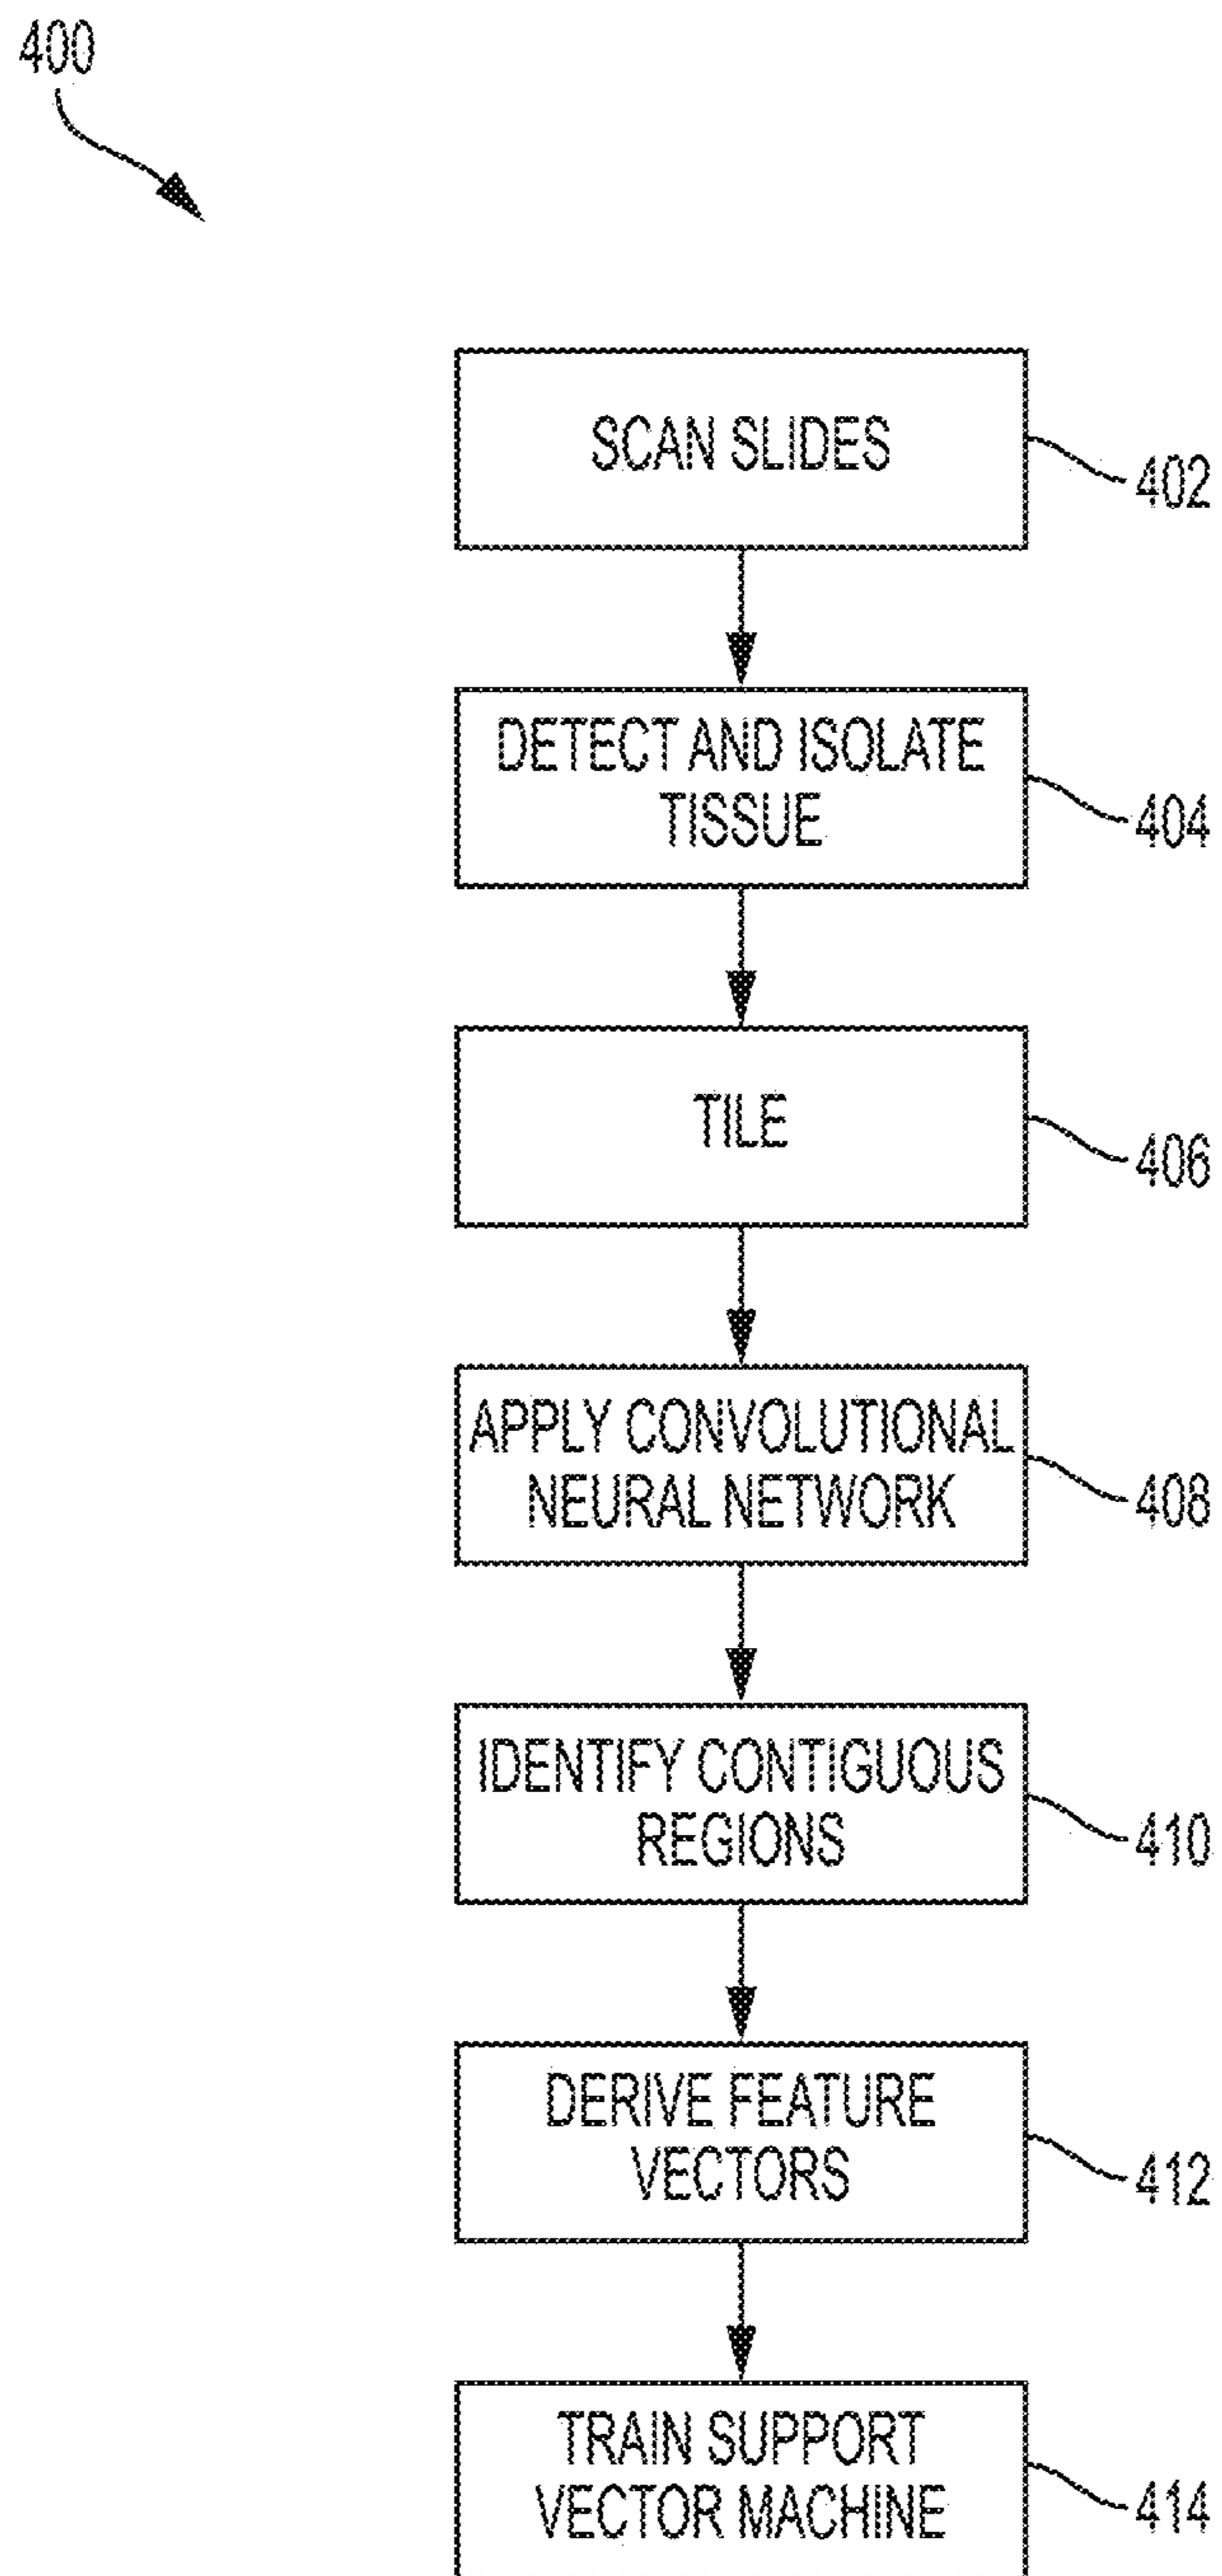 400
SCAN SLIDES
402
DETECT AND ISOLATE
TISSUE
404
TILE
406
APPLY CONVOLUTIONAL
NEURAL NETWORK
408
IDENTIFY CONTIGUOUS
REGIONS
410
DERIVE FEATURE
VECTORS
412
TRAIN SUPPORT
VECTOR MACHINE
414